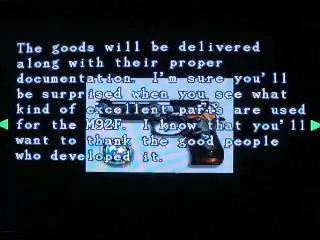 The goods will be delivered
along with their proper
documentation. I'm sure you'll
be surprised when you see what
kind of excellent parts are used
for the M92F. I know that you'll
want to thank the good people
who developed it.